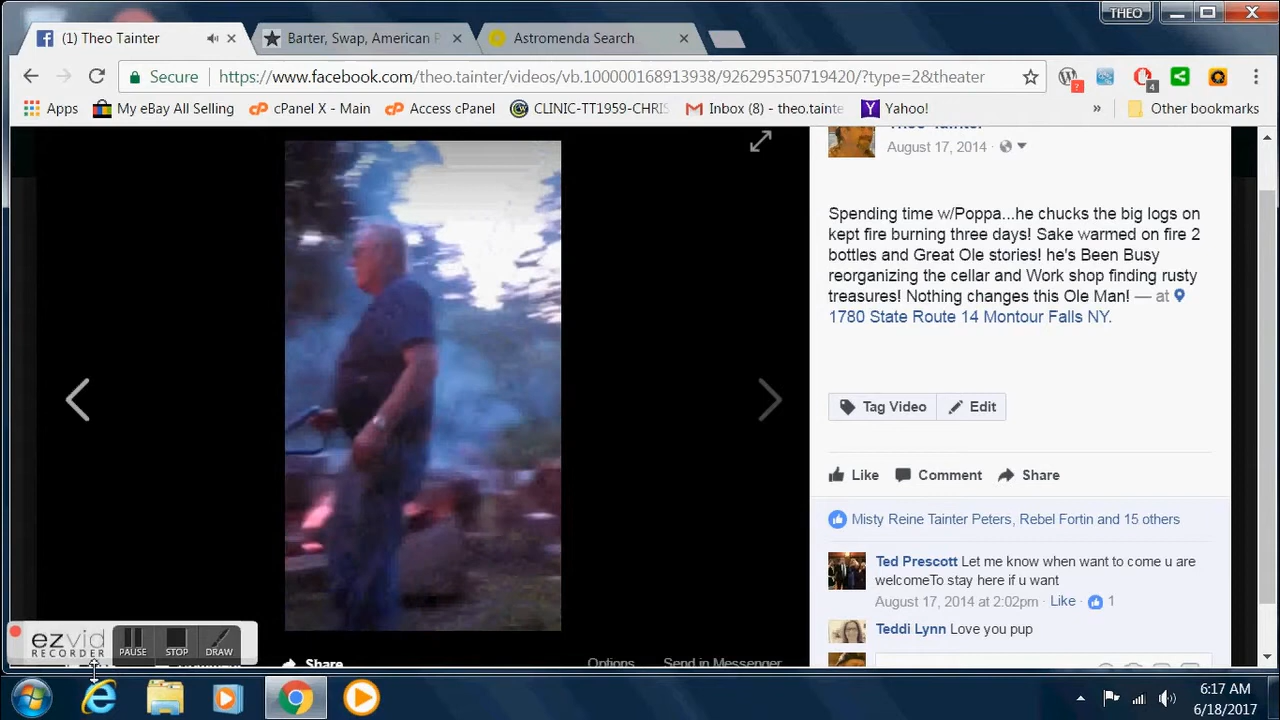 THEO
(1) Theo Tainter
Barter, Swap, American P
Astromenda Search
Secure
https://www.facebook.com/theo.tainter/videos/vb.100000168913938/926295350719420/?type=2&theater
?
4
Apps
My eBay All Selling
cPanel X - Main
Access cPanel
CLINIC-TT1959-CHRIS
Inbox (8) - theo.tainte
Yahoo!
»
Other bookmarks
August 17, 2014 ·
Spending time w/Poppa...he chucks the big logs on
kept fire burning three days! Sake warmed on fire 2
bottles and Great Ole stories! he's Been Busy
reorganizing the cellar and Work shop finding rusty
treasures! Nothing changes this Ole Man! — at
1780 State Route 14 Montour Falls NY.
Tag Video
Edit
Like
Comment
Share
Misty Reine Tainter Peters, Rebel Fortin and 15 others
Ted Prescott Let me know when want to come u are
welcomeTo stay here if u want
August 17, 2014 at 2:02pm · Like · 1
Teddi Lynn Love you pup
Share
Options
Send in Messenger
ezvid
RECORDER
PAUSE
STOP
DRAW
6:17 AM
6/18/2017